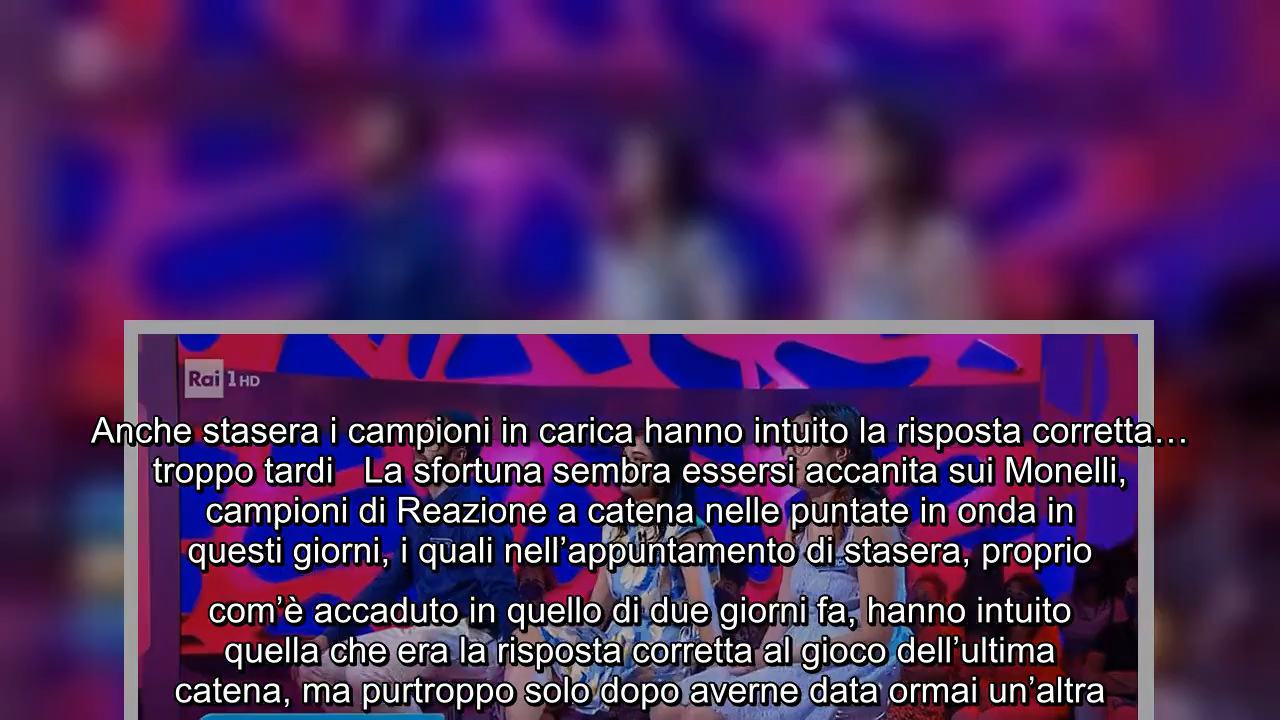 Rai 1 HD
Anche stasera i campioni in carica hanno intuito la risposta corretta…
troppo tardi   La sfortuna sembra essersi accanita sui Monelli,
campioni di Reazione a catena nelle puntate in onda in
questi giorni, i quali nell’appuntamento di stasera, proprio
com’è accaduto in quello di due giorni fa, hanno intuito
quella che era la risposta corretta al gioco dell’ultima
catena, ma purtroppo solo dopo averne data ormai un’altra